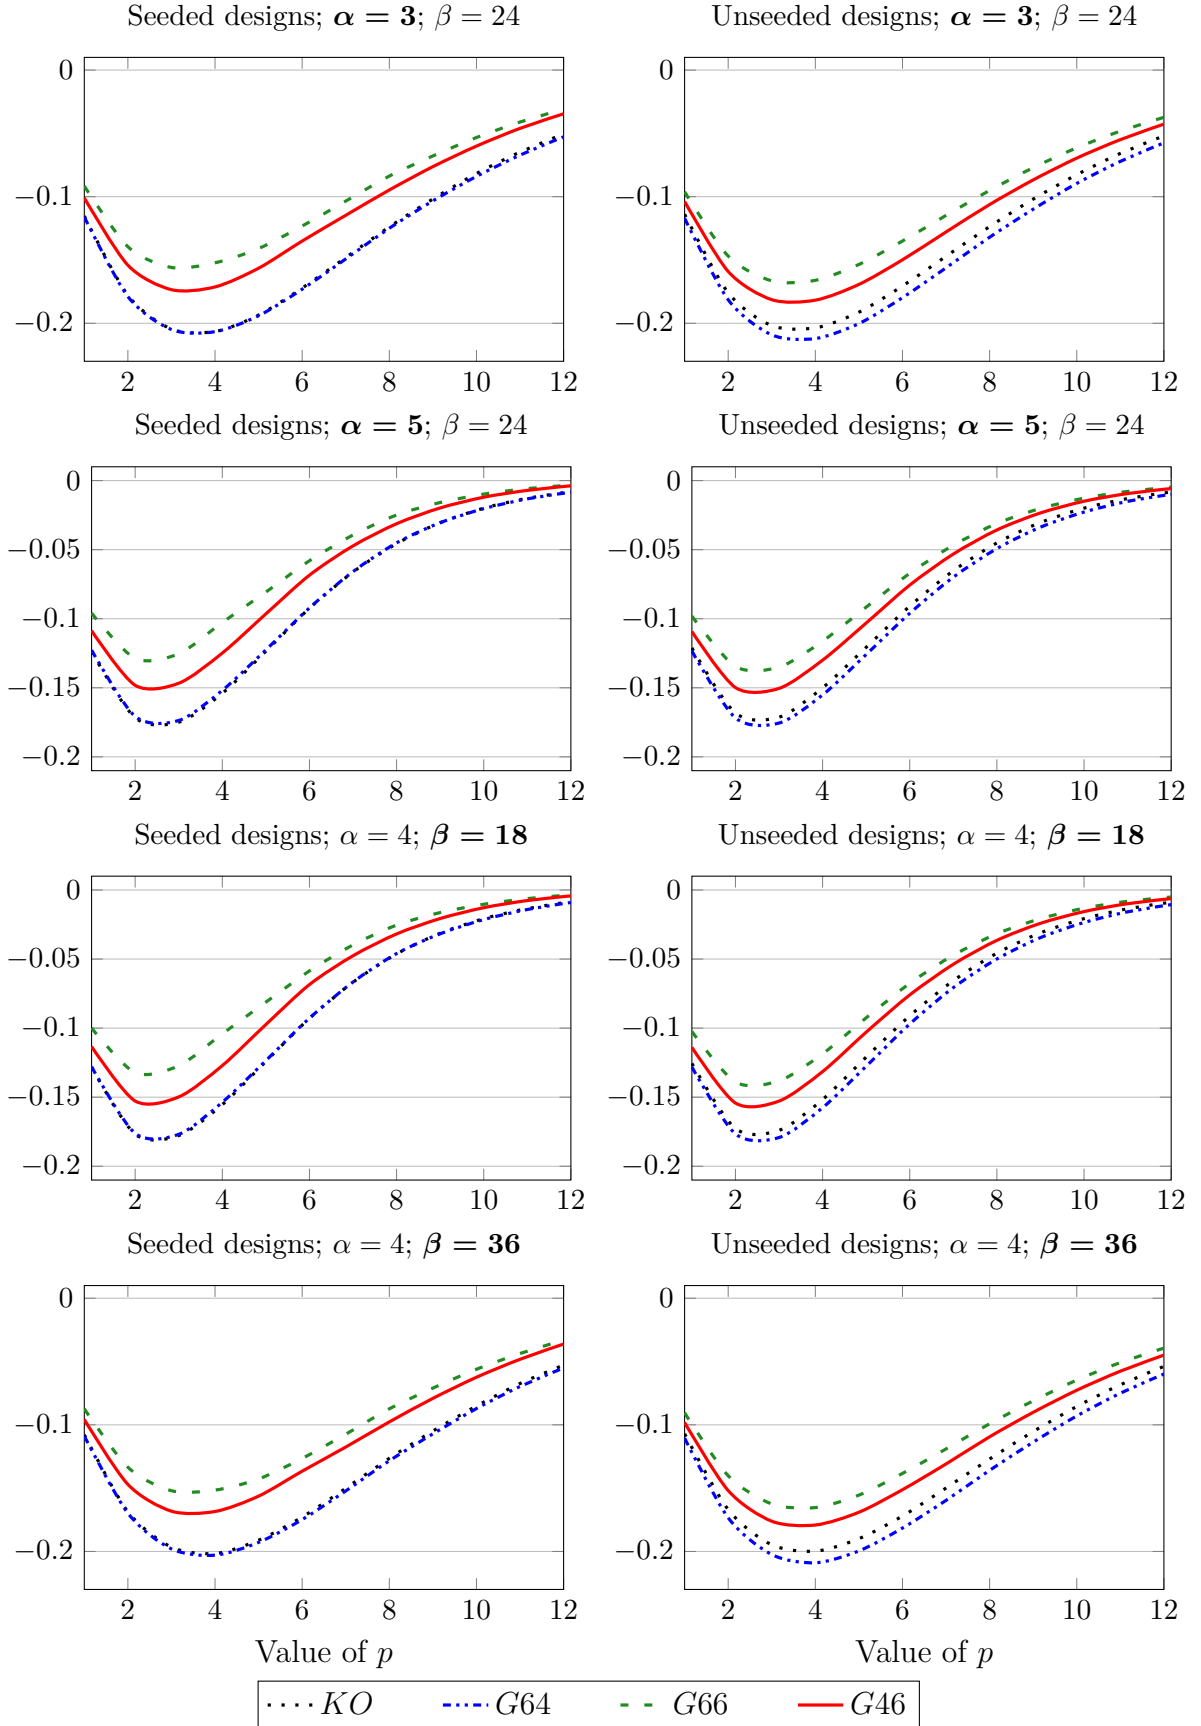 Seeded designs; α = 3; β = 24
Unseeded designs; α = 3; β = 24
0
−0.1
−0.2
2 4 6 8 10 12
0
−0.1
−0.2
2 4 6 8 10 12
Seeded designs; α = 5; β = 24
Unseeded designs; α = 5; β = 24
0
−0.05
−0.1
−0.15
−0.2
2 4 6 8 10 12
0
−0.05
−0.1
−0.15
−0.2
2 4 6 8 10 12
Seeded designs; α = 4; β = 18
Unseeded designs; α = 4; β = 18
0
−0.05
−0.1
−0.15
−0.2
2 4 6 8 10 12
0
−0.05
−0.1
−0.15
−0.2
2 4 6 8 10 12
Seeded designs; α = 4; β = 36
Unseeded designs; α = 4; β = 36
0
−0.1
−0.2
2 4 6 8 10 12
Value of p
0
−0.1
−0.2
2 4 6 8 10 12
Value of p
KO G64 G66 G46